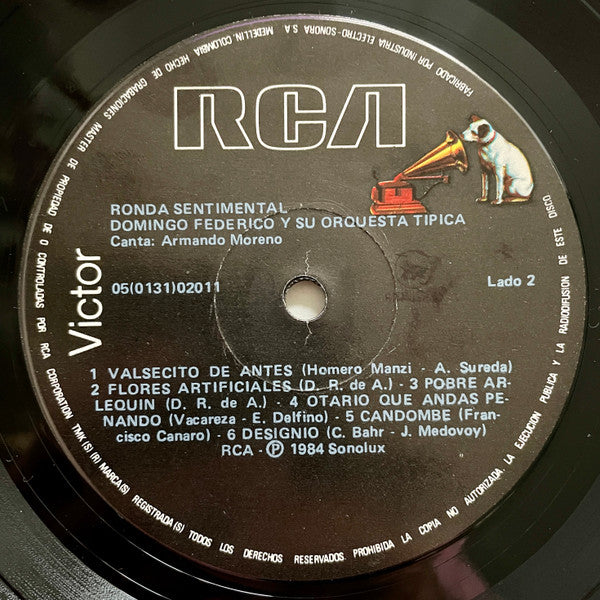 FABRICADO POR INDUSTRIA ELECTRO-SONORA S.A. MEDELLIN, COLOMBIA HECHO DE GRABACIONES MASTER DE PROPIEDAD DE O CONTROLADAS POR RCA CORPORATION TMK(S) (R) MARCA(S) REGISTRADA(S) TODOS LOS DERECHOS RESERVADOS. PROHIBIDA LA COPIA NO AUTORIZADA, LA EJECUCION PUBLICA Y LA RADIODIFUSION DE ESTE DISCO
RCA
RONDA SENTIMENTAL
DOMINGO FEDERICO Y SU ORQUESTA TIPICA
Canta: Armando Moreno
Victor
05(0131)02011
Lado 2
1 VALSECITO DE ANTES (Homero Manzi - A. Sureda)
2 FLORES ARTIFICIALES (D. R. de A.) - 3 POBRE AR-
LEQUIN (D. R. de A.) - 4 OTARIO QUE ANDAS PE-
NANDO (Vacareza - E. Delfino) - 5 CANDOMBE (Fran-
cisco Canaro) - 6 DESIGNIO (C. Bahr - J. Medovoy)
RCA - Ⓟ 1984 Sonolux